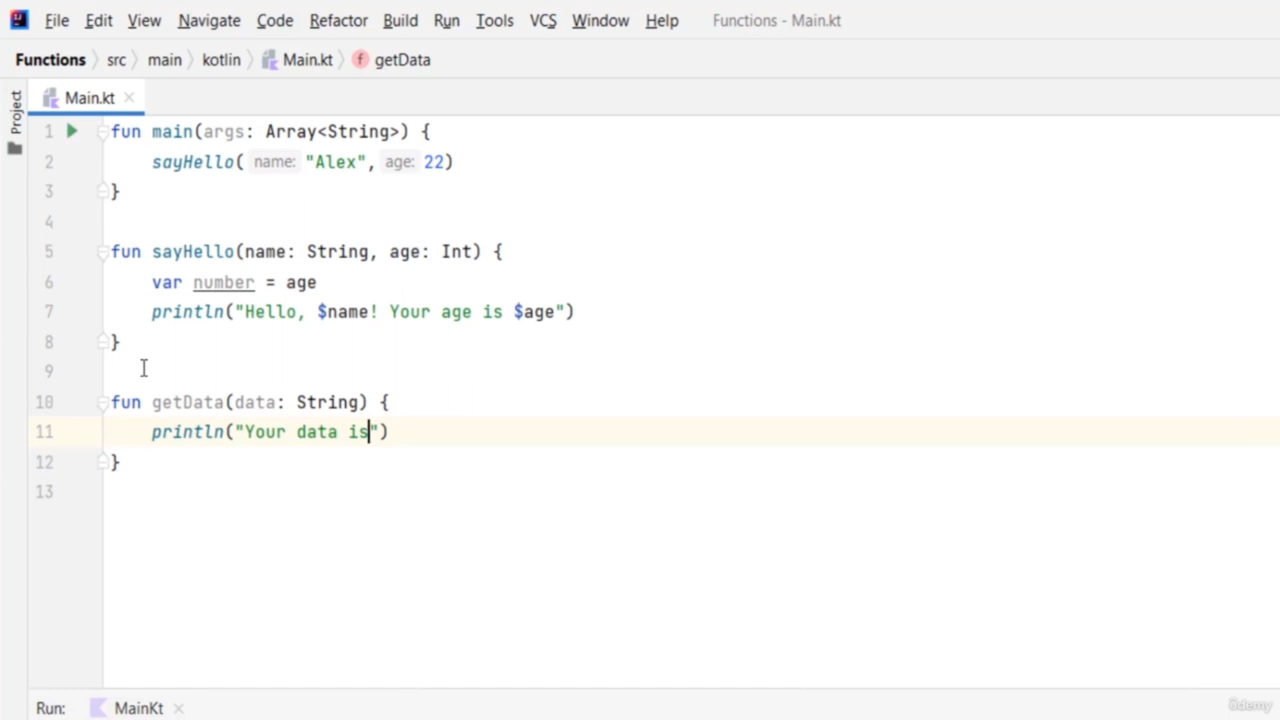 File Edit View Navigate Code Refactor Build Run Tools VCS Window Help Functions - Main.kt
Functions src main kotlin Main.kt f getData
Project
Main.kt
1 fun main(args: Array<String>) {
2 sayHello( name: "Alex", age: 22)
3 }
4
5 fun sayHello(name: String, age: Int) {
6 var number = age
7 println("Hello, $name! Your age is $age")
8 }
9
10 fun getData(data: String) {
11 println("Your data is")
12 }
13
Run: MainKt
ûdemy